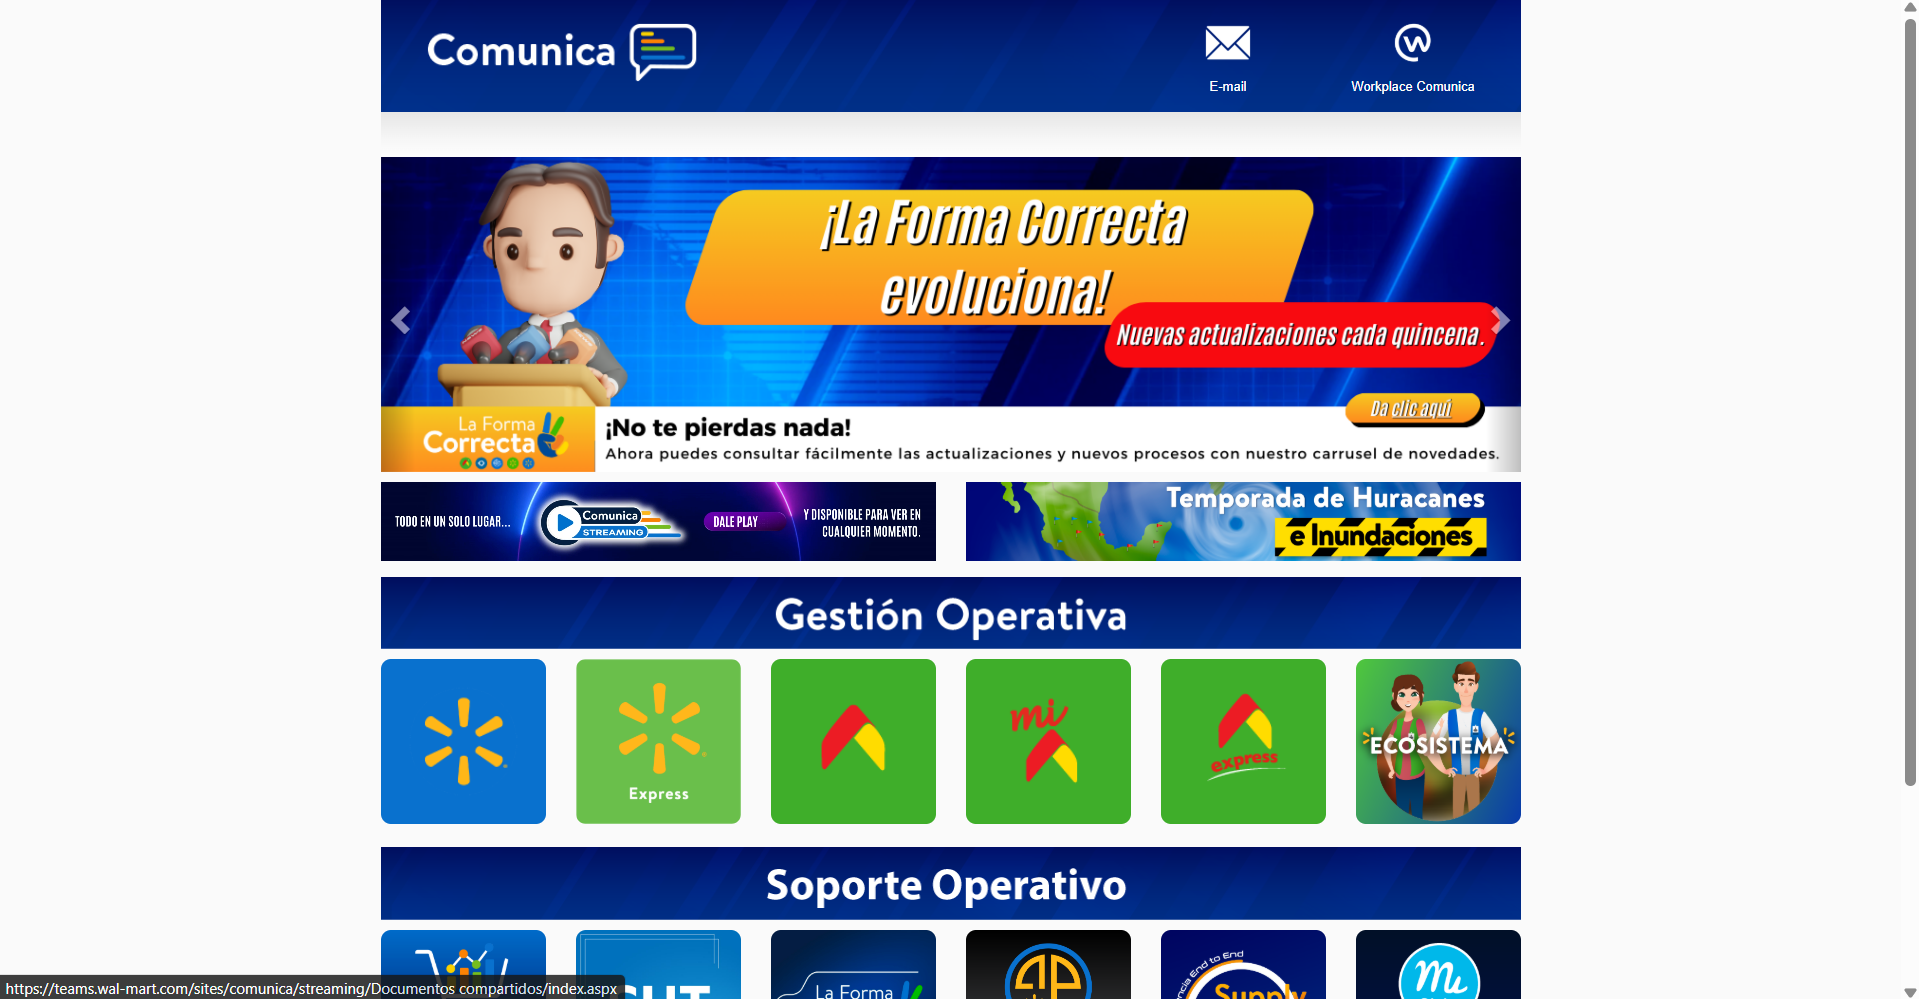 Comunica
E-mail
Workplace Comunica
¡La Forma Correcta
evoluciona!
Nuevas actualizaciones cada quincena.
Da clic aquí
La Forma
Correcta
¡No te pierdas nada!
Ahora puedes consultar fácilmente las actualizaciones y nuevos procesos con nuestro carrusel de novedades.
TODO EN UN SOLO LUGAR...
Comunica
STREAMING
DALE PLAY
Y DISPONIBLE PARA VER EN
CUALQUIER MOMENTO.
Temporada de Huracanes
e Inundaciones
Gestión Operativa
Express
mi
express
ECOSISTEMA
Soporte Operativo
La Forma
End to End
Supply
https://teams.wal-mart.com/sites/comunica/streaming/Documentos compartidos/index.aspx